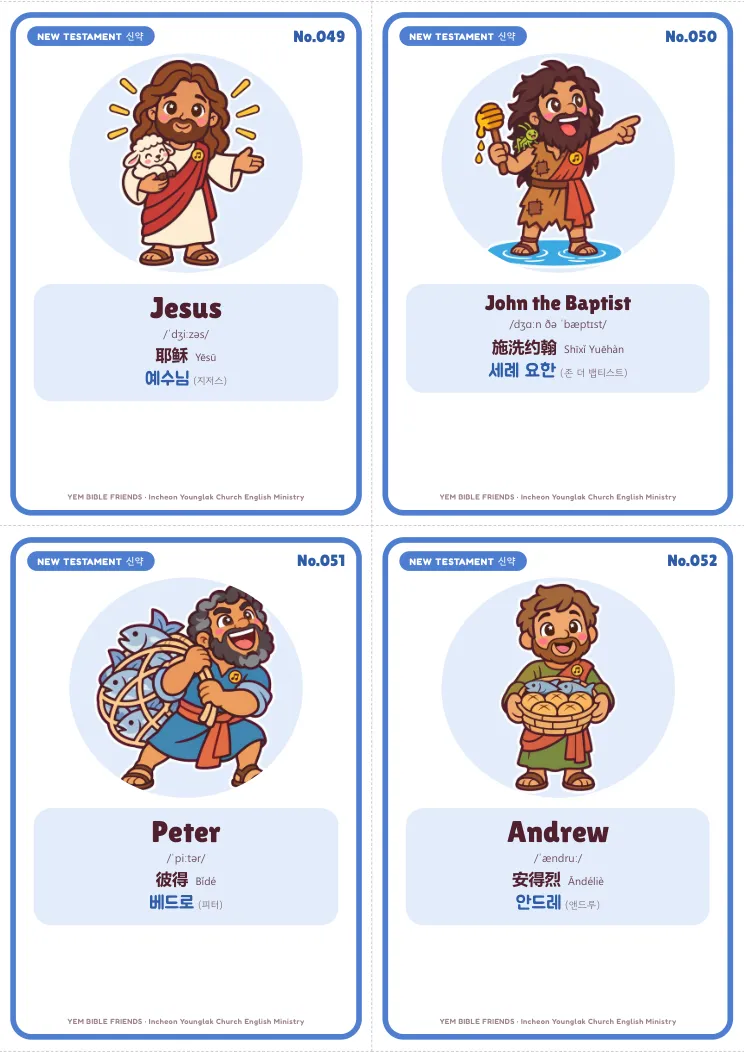 NEW TESTAMENT 신약
No.049
Jesus
/ˈdʒiːzəs/
耶稣 Yēsū
예수님 (지저스)
YEM BIBLE FRIENDS · Incheon Younglak Church English Ministry
NEW TESTAMENT 신약
No.050
John the Baptist
/dʒɑːn ðə ˈbæptɪst/
施洗约翰 Shīxǐ Yuēhàn
세례 요한 (존 더 뱁티스트)
YEM BIBLE FRIENDS · Incheon Younglak Church English Ministry
NEW TESTAMENT 신약
No.051
Peter
/ˈpiːtər/
彼得 Bǐdé
베드로 (피터)
YEM BIBLE FRIENDS · Incheon Younglak Church English Ministry
NEW TESTAMENT 신약
No.052
Andrew
/ˈændruː/
安得烈 Āndéliè
안드레 (앤드루)
YEM BIBLE FRIENDS · Incheon Younglak Church English Ministry